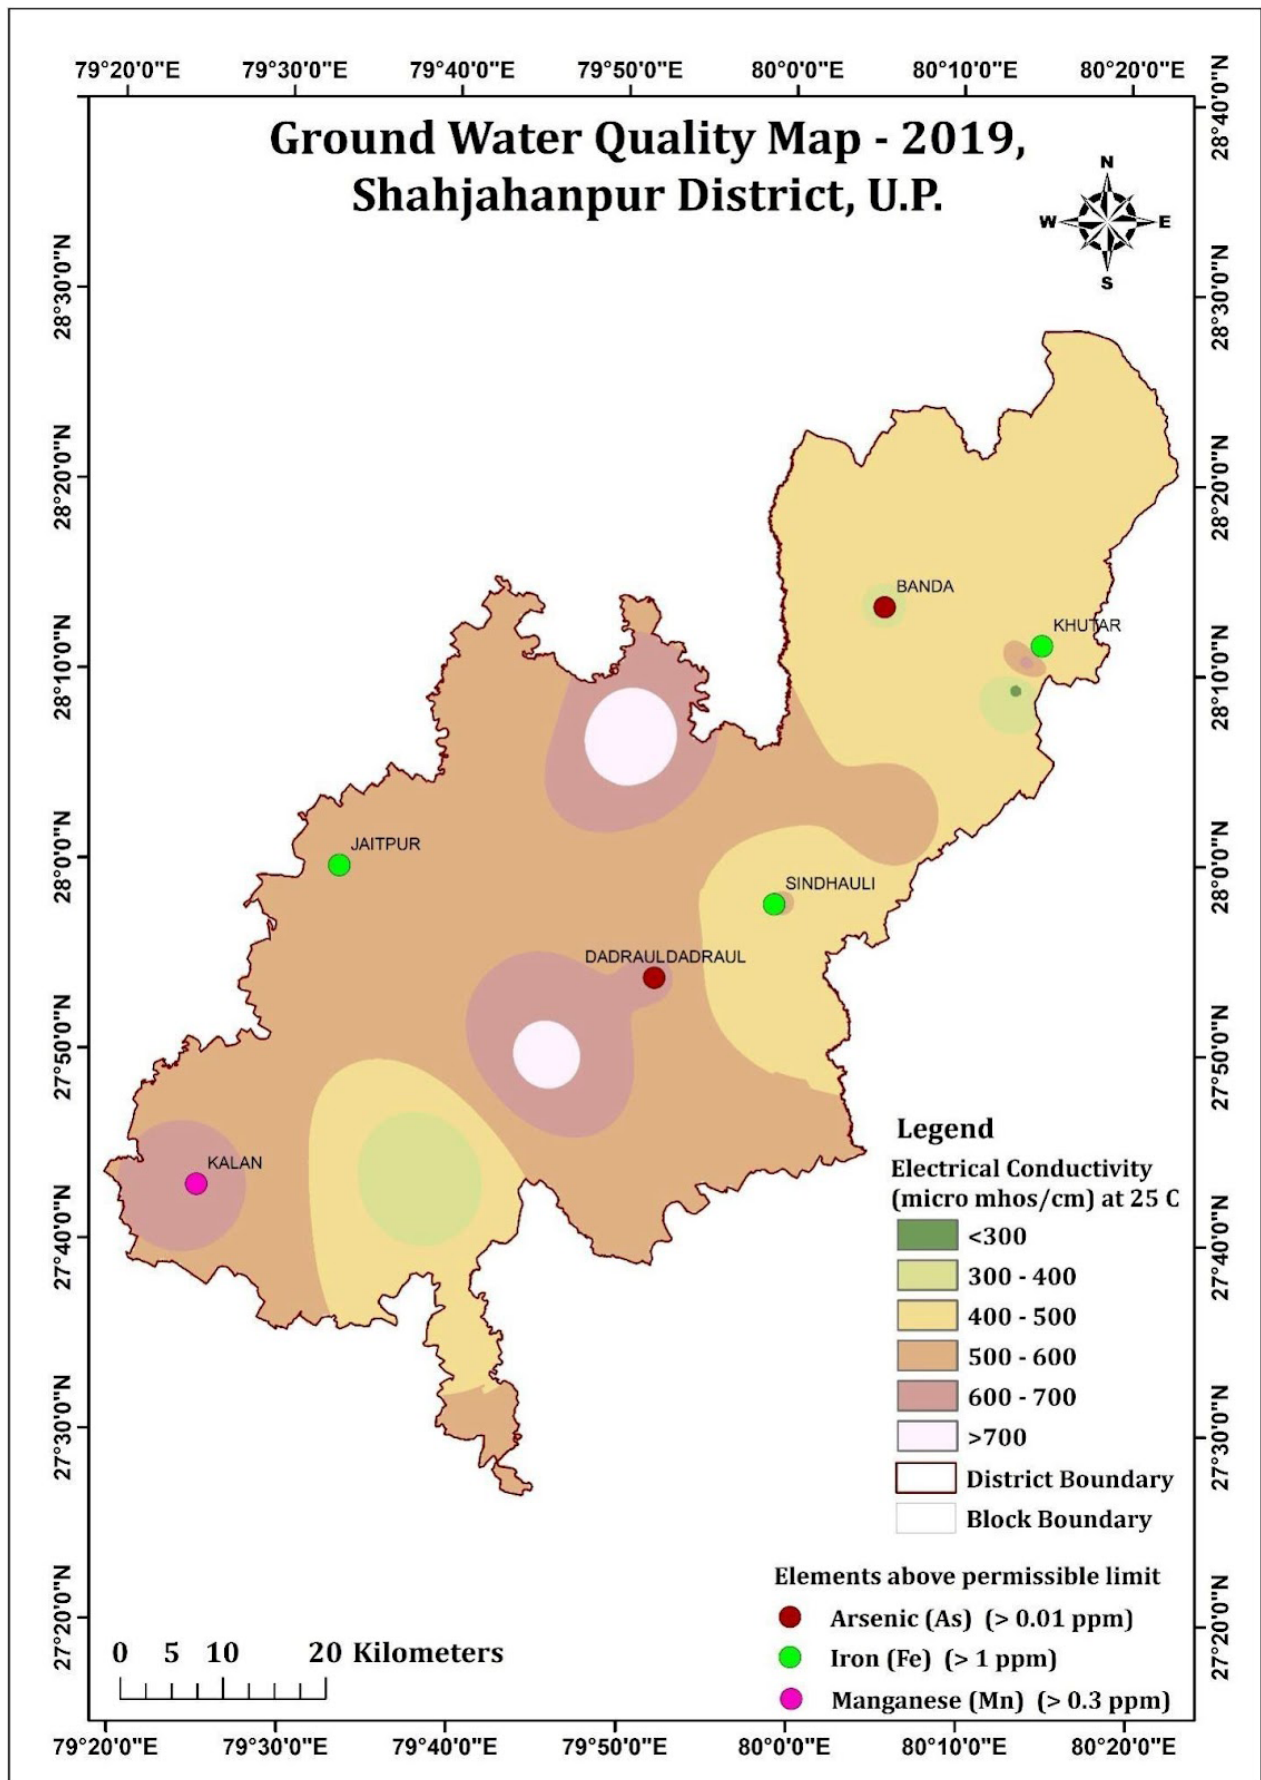 79°20'0"E 79°30'0"E 79°40'0"E 79°50'0"E 80°0'0"E 80°10'0"E 80°20'0"E
Ground Water Quality Map - 2019,
Shahjahanpur District, U.P.
N
W E
S
28°40'0"N
28°30'0"N
28°30'0"N
28°20'0"N
28°20'0"N
BANDA
KHUTAR
28°10'0"N
28°10'0"N
JAITPUR
28°0'0"N
28°0'0"N
SINDHAULI
DADRAULDADRAUL
27°50'0"N
27°50'0"N
KALAN
27°40'0"N
27°40'0"N
Legend
Electrical Conductivity
(micro mhos/cm) at 25 C
<300
300 - 400
400 - 500
500 - 600
600 - 700
>700
District Boundary
Block Boundary
27°30'0"N
27°30'0"N
Elements above permissible limit
Arsenic (As) (> 0.01 ppm)
Iron (Fe) (> 1 ppm)
Manganese (Mn) (> 0.3 ppm)
27°20'0"N
27°20'0"N
0 5 10 20 Kilometers
79°20'0"E 79°30'0"E 79°40'0"E 79°50'0"E 80°0'0"E 80°10'0"E 80°20'0"E